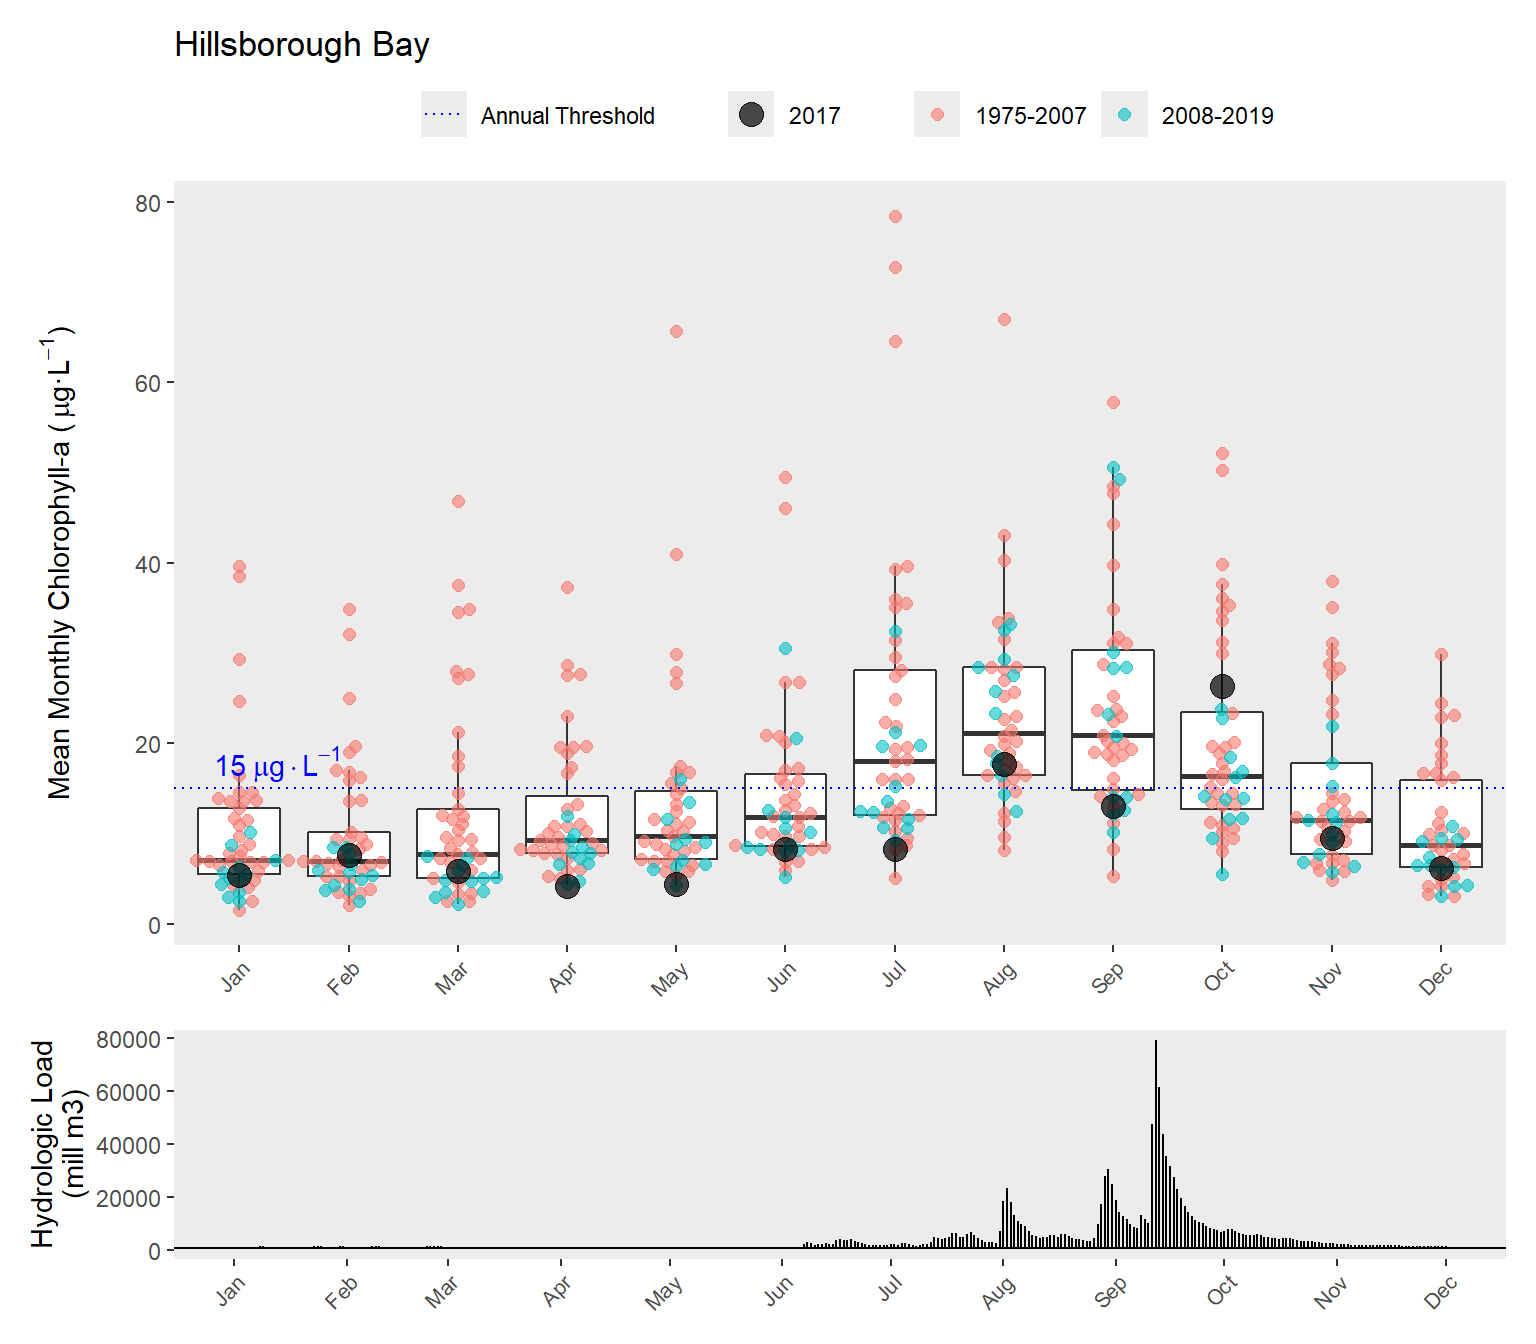 Hillsborough Bay
Annual Threshold
2017
1975-2007
2008-2019
Mean Monthly Chlorophyll-a ( µg·L⁻¹)
80
60
40
20
0
15 µg·L⁻¹
Jan
Feb
Mar
Apr
May
Jun
Jul
Aug
Sep
Oct
Nov
Dec
Hydrologic Load
(mill m3)
80000
60000
40000
20000
0
Jan
Feb
Mar
Apr
May
Jun
Jul
Aug
Sep
Oct
Nov
Dec